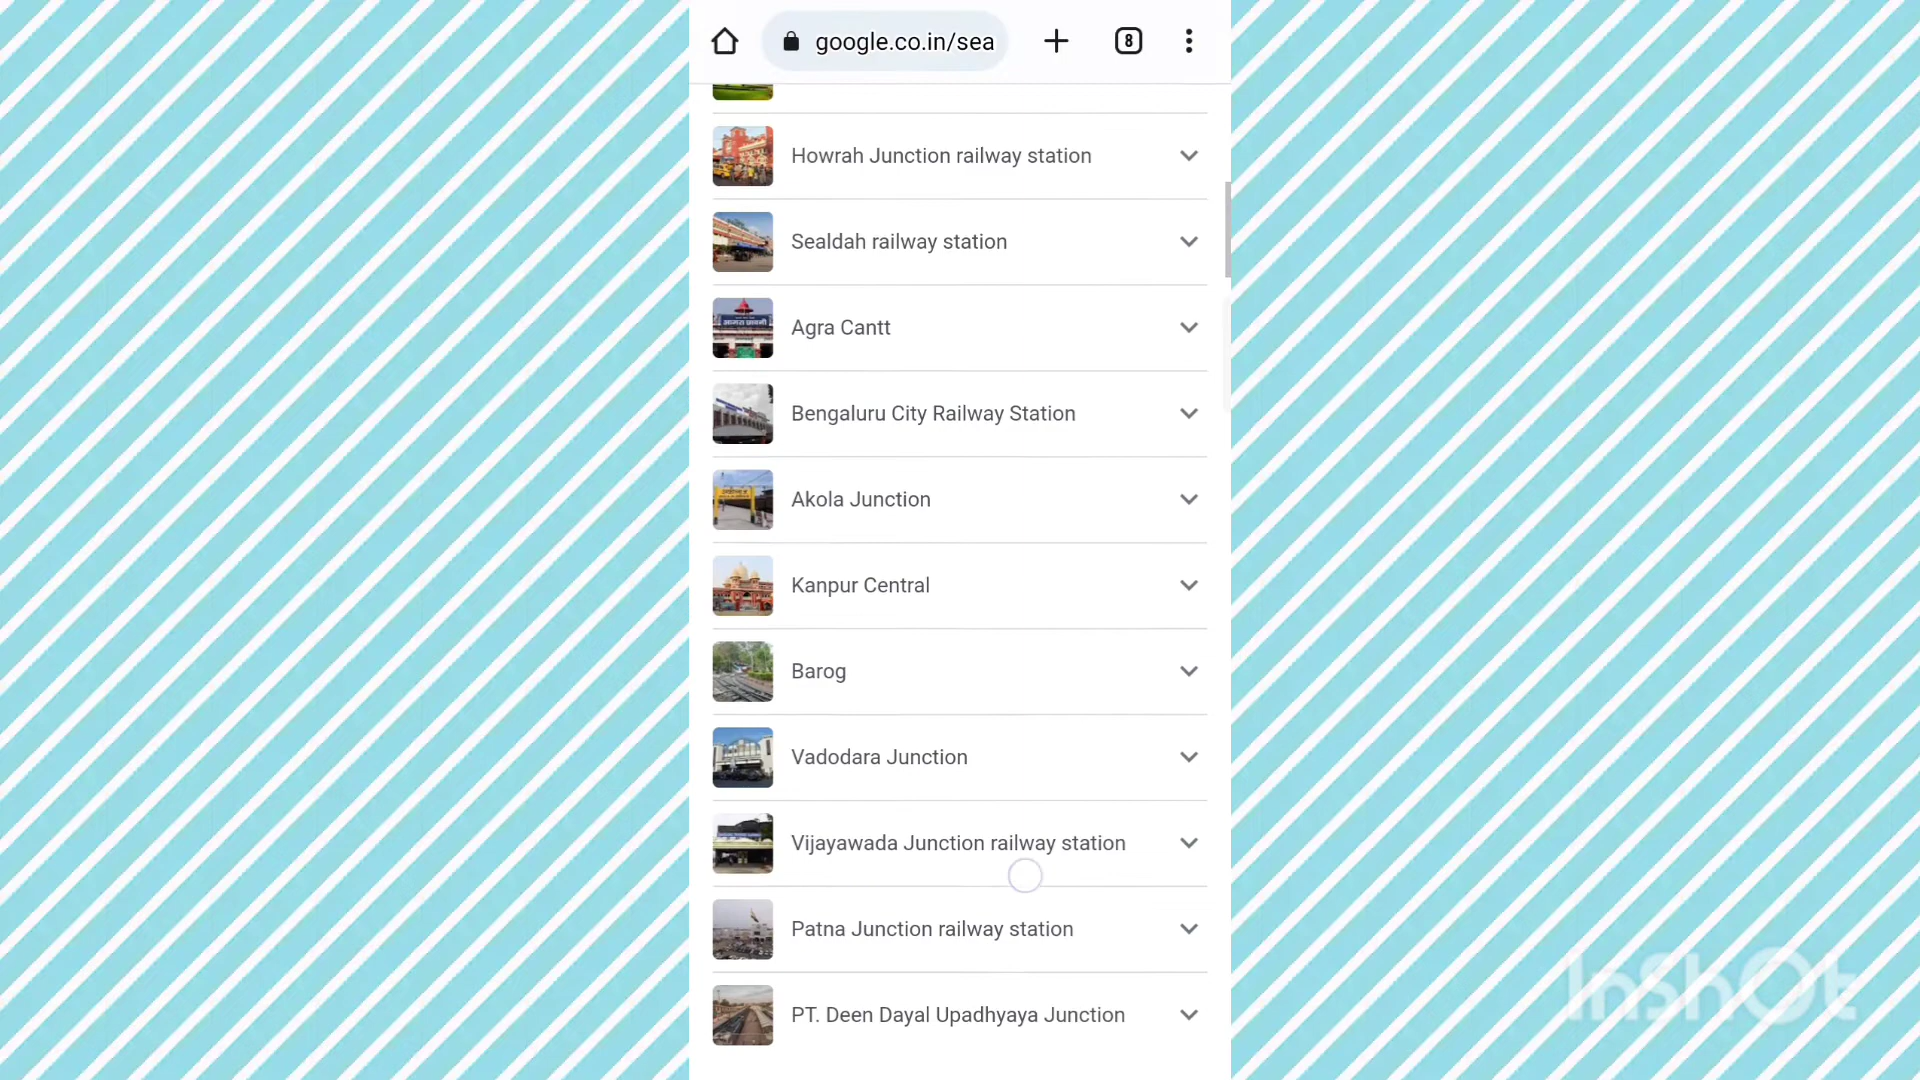 google.co.in/sea
8
Howrah Junction railway station
Sealdah railway station
Agra Cantt
आगरा छावनी
Bengaluru City Railway Station
Akola Junction
Kanpur Central
Barog
Vadodara Junction
Vijayawada Junction railway station
Patna Junction railway station
PT. Deen Dayal Upadhyaya Junction
InShOt